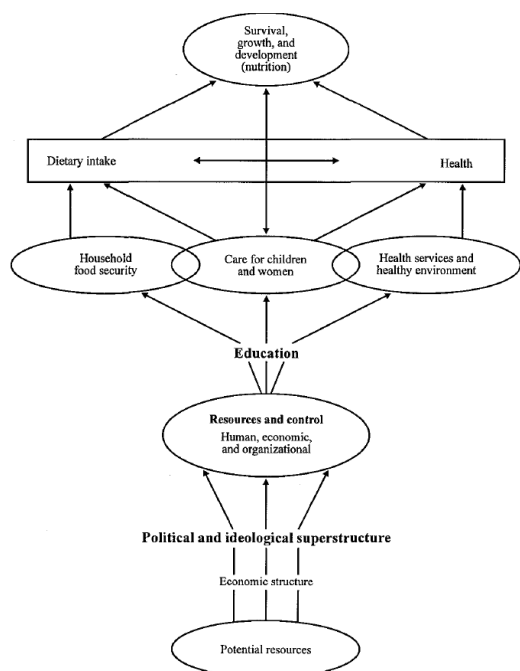 Survival,
growth, and
development
(nutrition)
Dietary intake
Health
Household
food security
Care for children
and women
Health services and
healthy environment
Education
Resources and control
Human, economic,
and organizational
Political and ideological superstructure
Economic structure
Potential resources